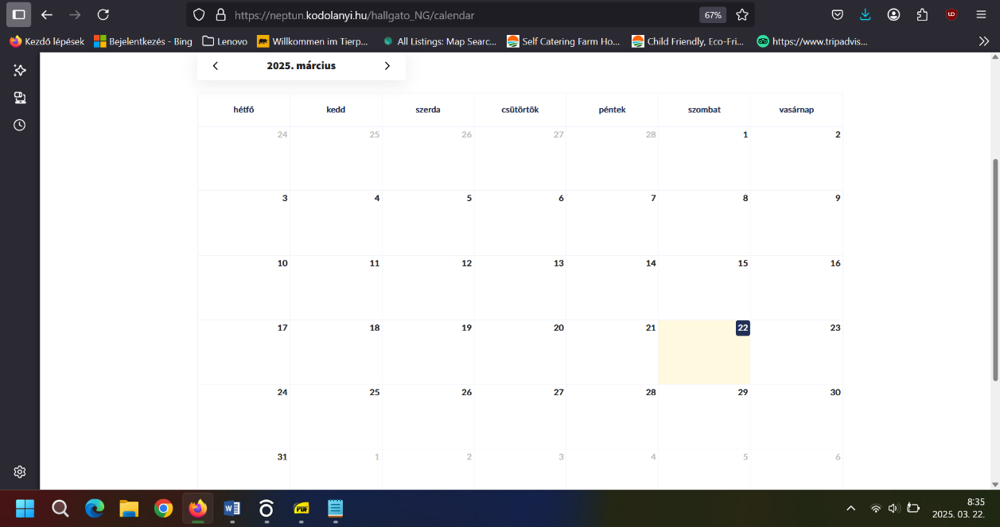 https://neptun.kodolanyi.hu/hallgato_NG/calendar
67%
UD
Kezdő lépések
Bejelentkezés - Bing
Lenovo
Willkommen im Tierp...
All Listings: Map Searc...
Self Catering Farm Ho...
Child Friendly, Eco-Fri...
https://www.tripadvis...
2025. március
hétfő kedd szerda csütörtök péntek szombat vasárnap
24 25 26 27 28 1 2
3 4 5 6 7 8 9
10 11 12 13 14 15 16
17 18 19 20 21 22 23
24 25 26 27 28 29 30
31 1 2 3 4 5 6
W
PDF
8:35
2025. 03. 22.